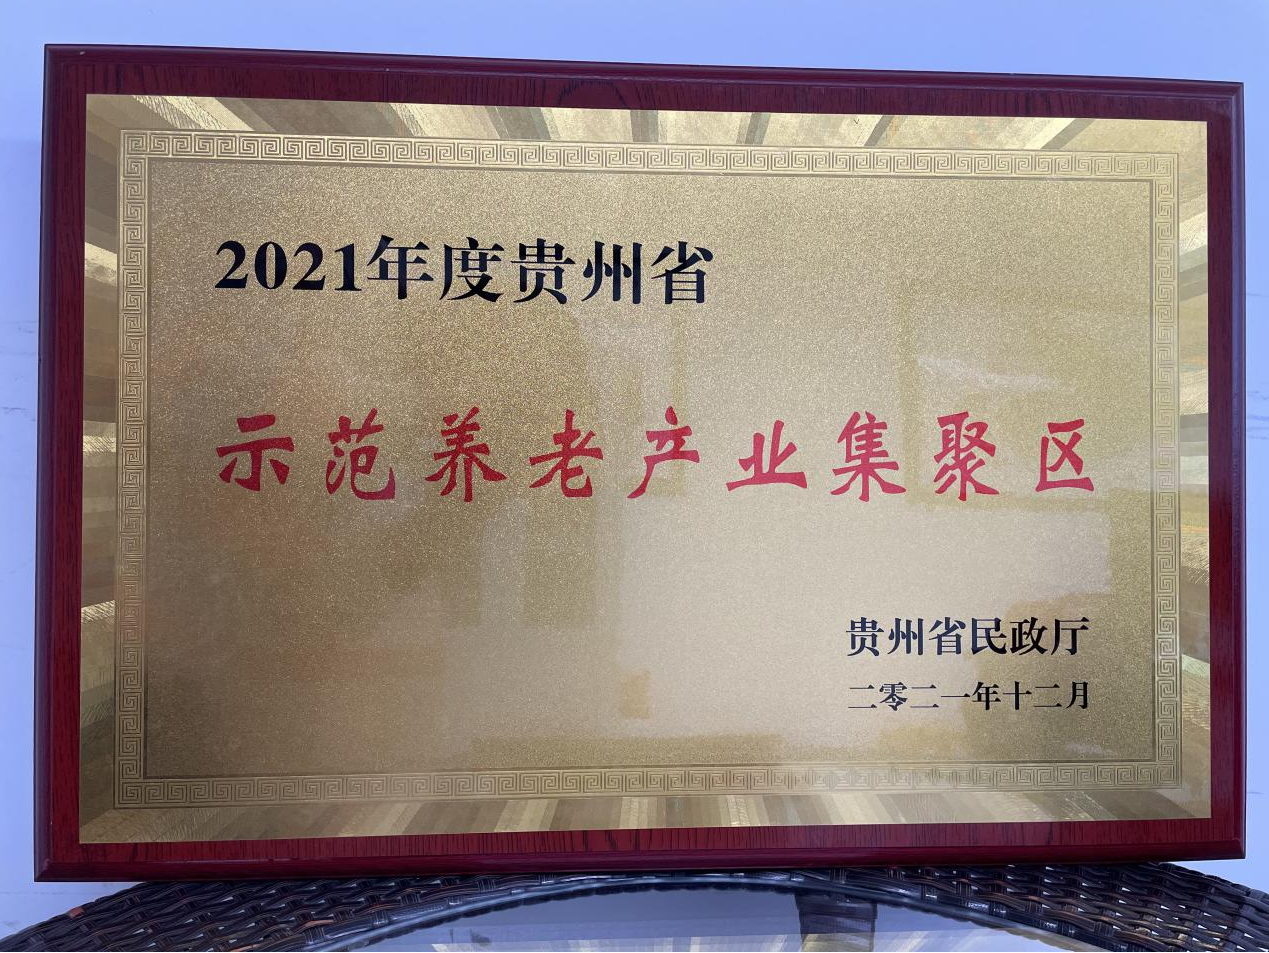 2021年度贵州省
示范养老产业集聚区
贵州省民政厅
二零二一年十二月